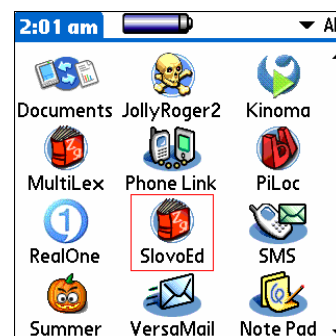 2:01 am
Documents JollyRoger2 Kinoma
MultiLex Phone Link PiLoc
RealOne SlovoEd SMS
Summer VersaMail Note Pad